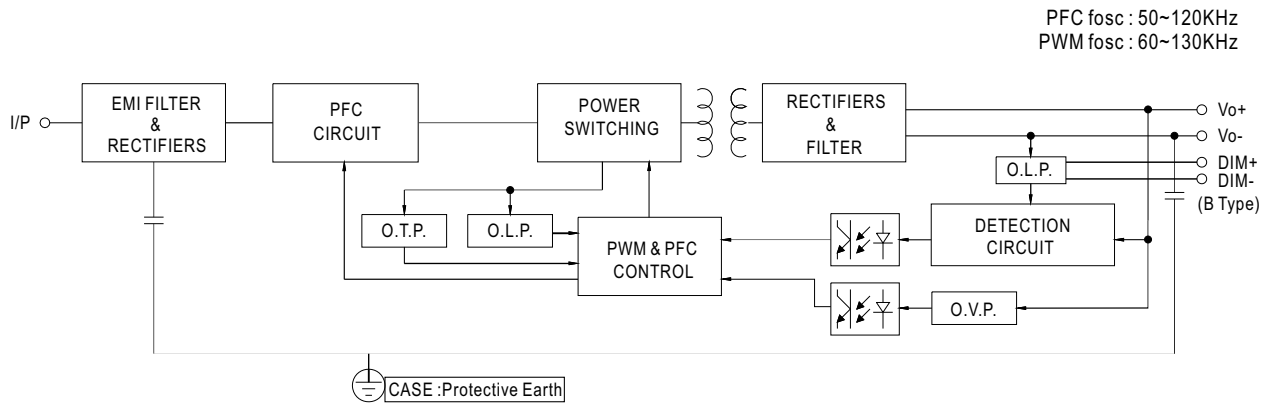 PFC fosc : 50~120KHz
PWM fosc : 60~130KHz
I/P
EMI FILTER
&
RECTIFIERS
PFC
CIRCUIT
POWER
SWITCHING
RECTIFIERS
&
FILTER
Vo+
Vo-
DIM+
DIM-
(B Type)
O.L.P.
O.T.P.
O.L.P.
PWM & PFC
CONTROL
DETECTION
CIRCUIT
O.V.P.
CASE :Protective Earth